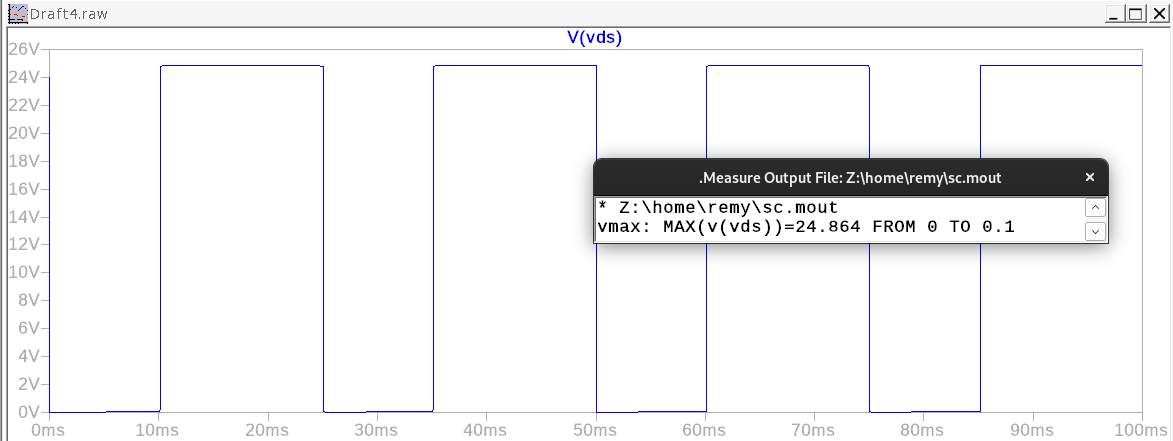 Draft4.raw
V(vds)
26V
24V
22V
20V
18V
16V
14V
12V
10V
8V
6V
4V
2V
0V
.Measure Output File: Z:\home\remy\sc.mout
* Z:\home\remy\sc.mout
vmax: MAX(v(vds))=24.864 FROM 0 TO 0.1
0ms 10ms 20ms 30ms 40ms 50ms 60ms 70ms 80ms 90ms 100ms